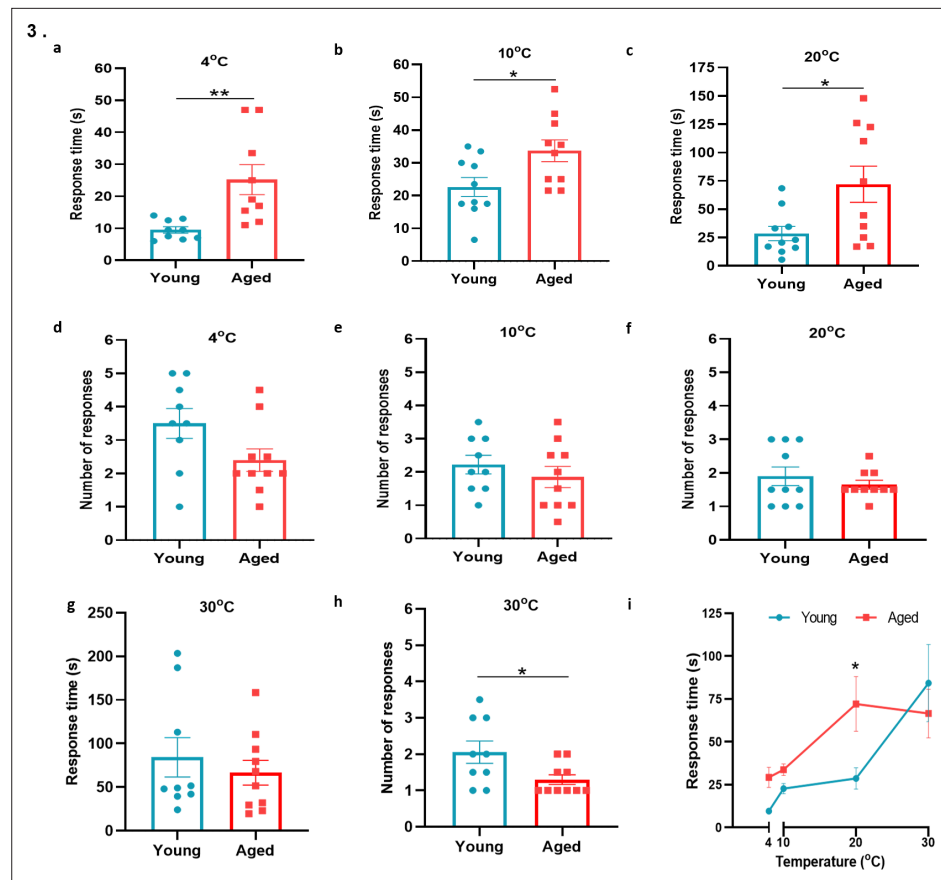 3 .
a
4°C
Response time (s)
60
50
40
30
20
10
0
**
Young
Aged
b
10°C
Response time (s)
60
50
40
30
20
10
0
*
Young
Aged
c
20°C
Response time (s)
175
150
125
100
75
50
25
0
*
Young
Aged
d
4°C
Number of responses
6
5
4
3
2
1
0
Young
Aged
e
10°C
Number of responses
6
5
4
3
2
1
0
Young
Aged
f
20°C
Number of responses
6
5
4
3
2
1
0
Young
Aged
g
30°C
Response time (s)
250
200
150
100
50
0
Young
Aged
h
30°C
Number of responses
6
5
4
3
2
1
0
*
Young
Aged
i
Young
Aged
Response time (s)
125
100
75
50
25
0
*
4 10 20 30
Temperature (°C)